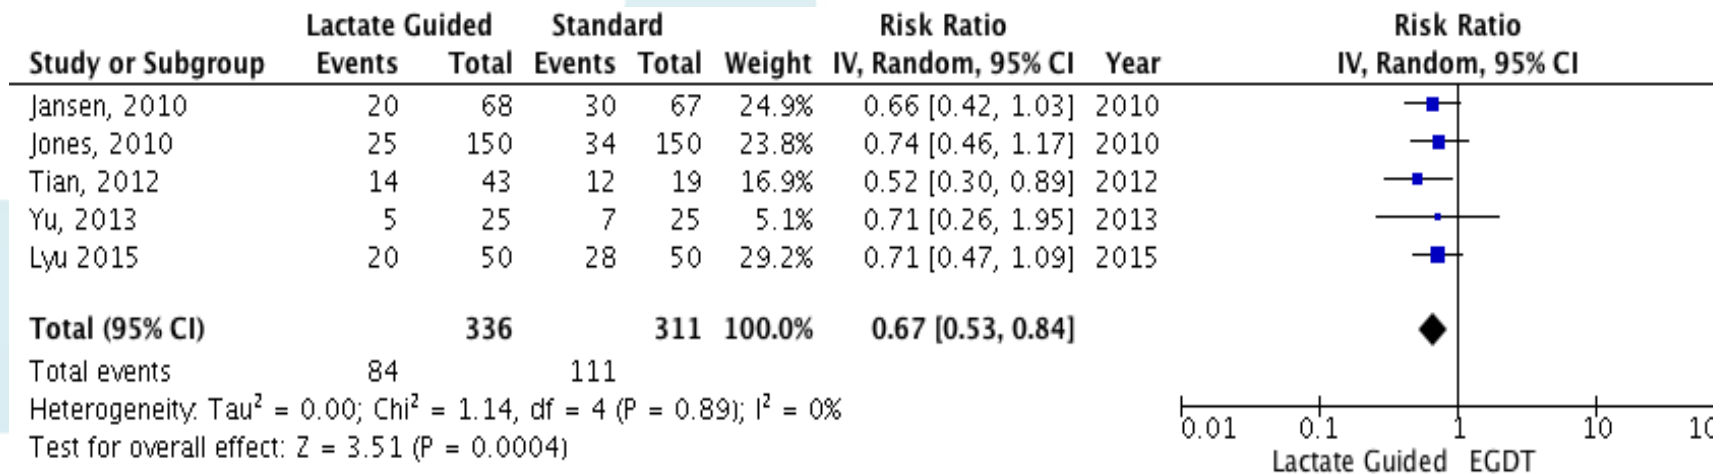 Lactate Guided Standard Risk Ratio Risk Ratio
Study or Subgroup Events Total Events Total Weight IV, Random, 95% CI Year IV, Random, 95% CI
Jansen, 2010 20 68 30 67 24.9% 0.66 [0.42, 1.03] 2010
Jones, 2010 25 150 34 150 23.8% 0.74 [0.46, 1.17] 2010
Tian, 2012 14 43 12 19 16.9% 0.52 [0.30, 0.89] 2012
Yu, 2013 5 25 7 25 5.1% 0.71 [0.26, 1.95] 2013
Lyu 2015 20 50 28 50 29.2% 0.71 [0.47, 1.09] 2015
Total (95% CI) 336 311 100.0% 0.67 [0.53, 0.84]
Total events 84 111
Heterogeneity: Tau² = 0.00; Chi² = 1.14, df = 4 (P = 0.89); I² = 0%
Test for overall effect: Z = 3.51 (P = 0.0004)
0.01 0.1 1 10
Lactate Guided EGDT